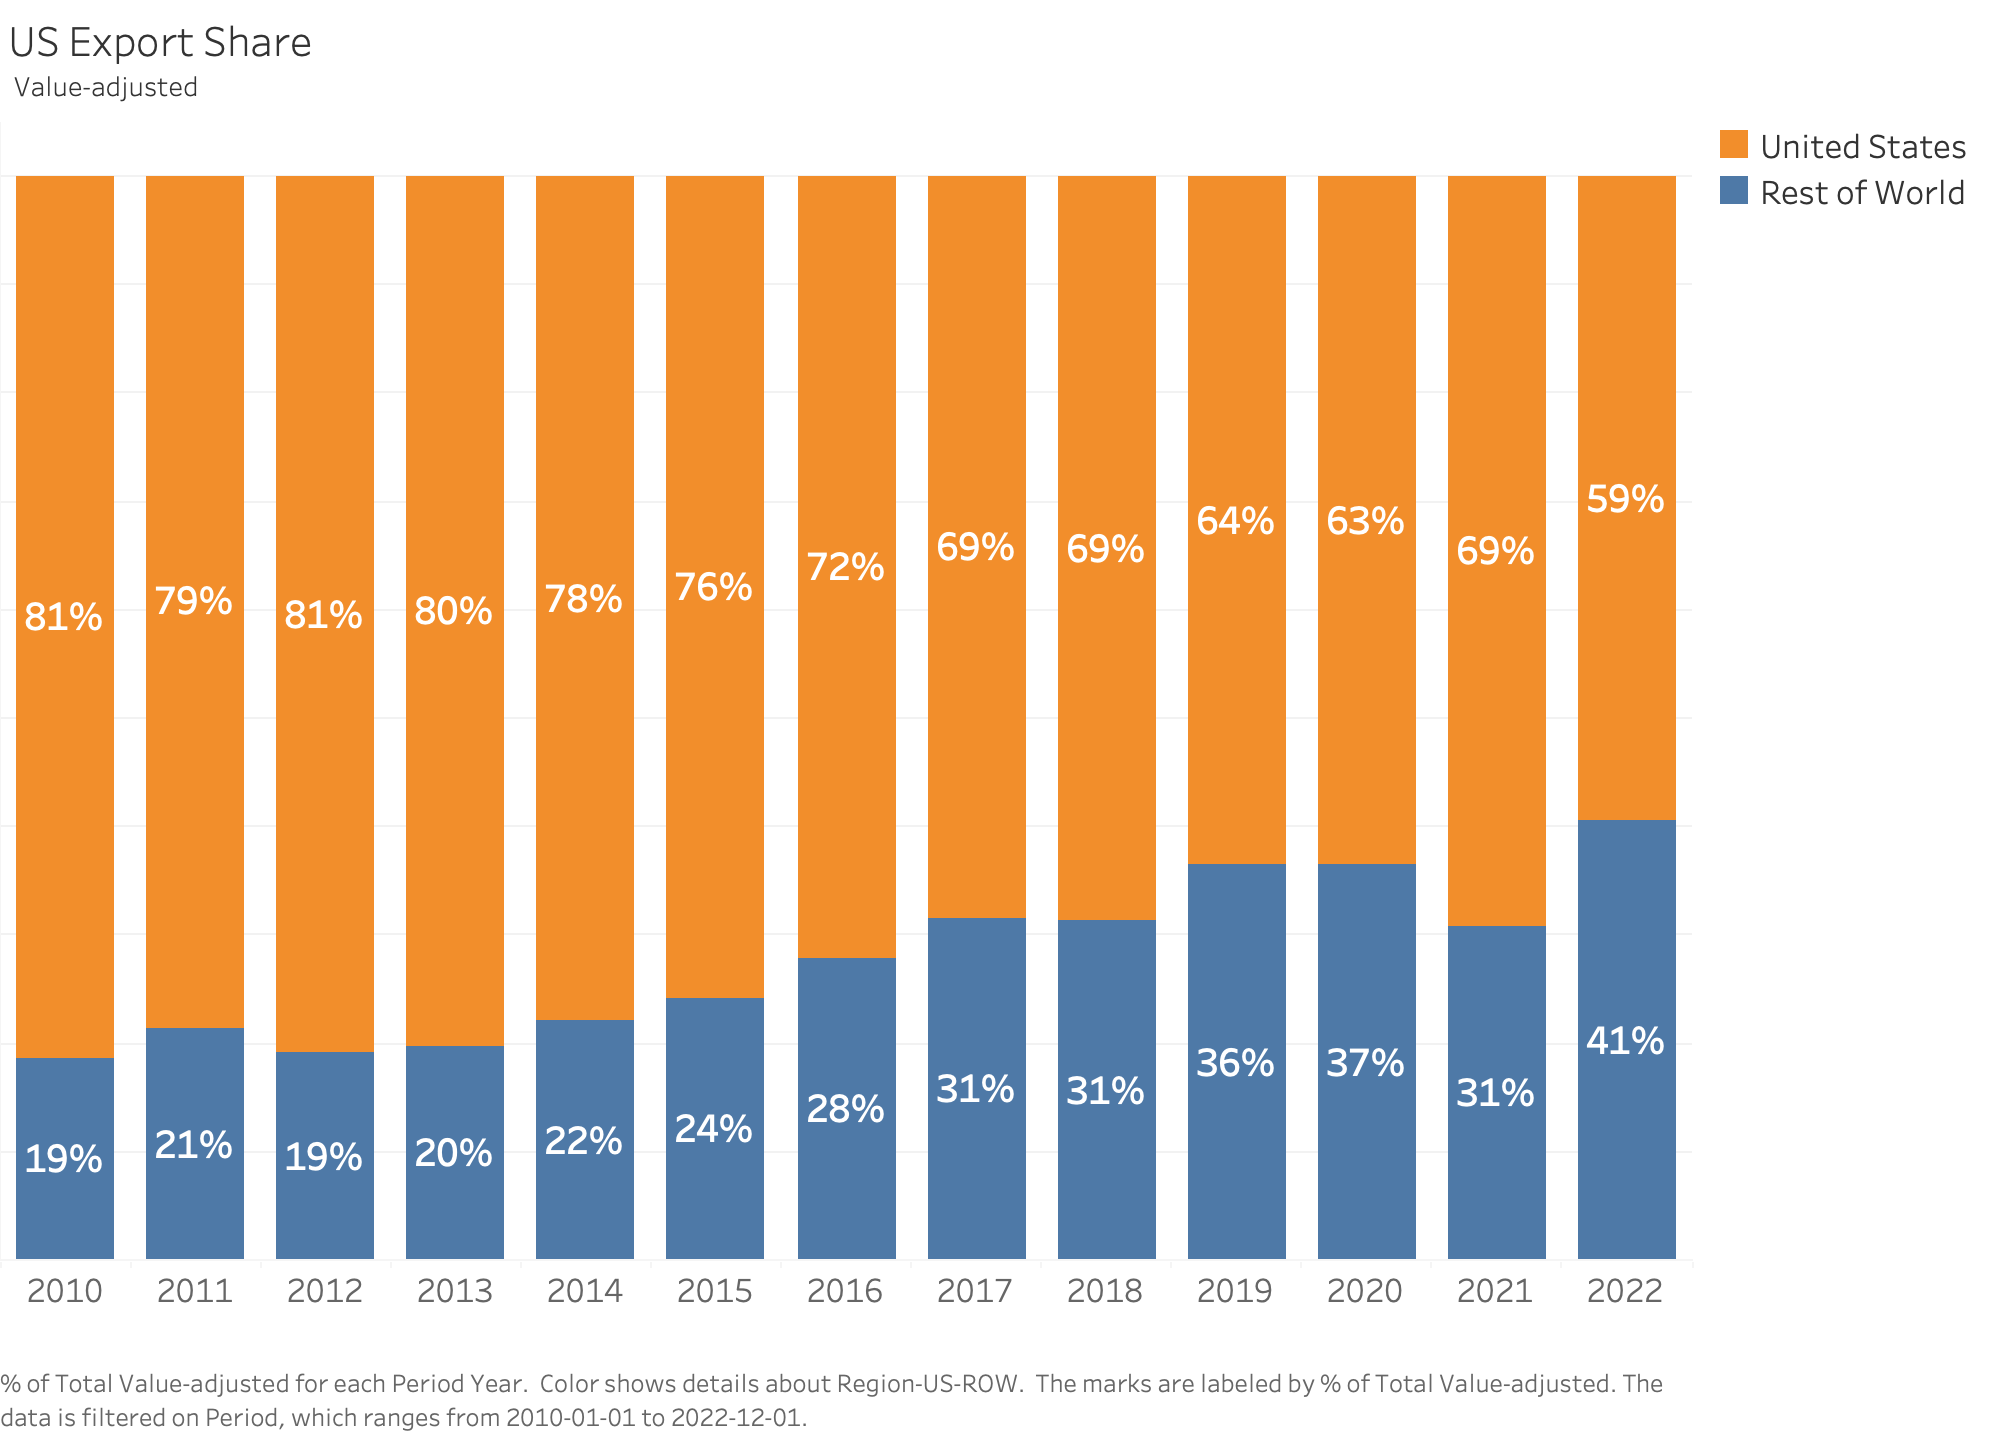 US Export Share
Value-adjusted
United States
Rest of World
81% 79% 81% 80% 78% 76% 72% 69% 69% 64% 63% 69% 59%
19% 21% 19% 20% 22% 24% 28% 31% 31% 36% 37% 31% 41%
2010 2011 2012 2013 2014 2015 2016 2017 2018 2019 2020 2021 2022
% of Total Value-adjusted for each Period Year. Color shows details about Region-US-ROW. The marks are labeled by % of Total Value-adjusted. The
data is filtered on Period, which ranges from 2010-01-01 to 2022-12-01.